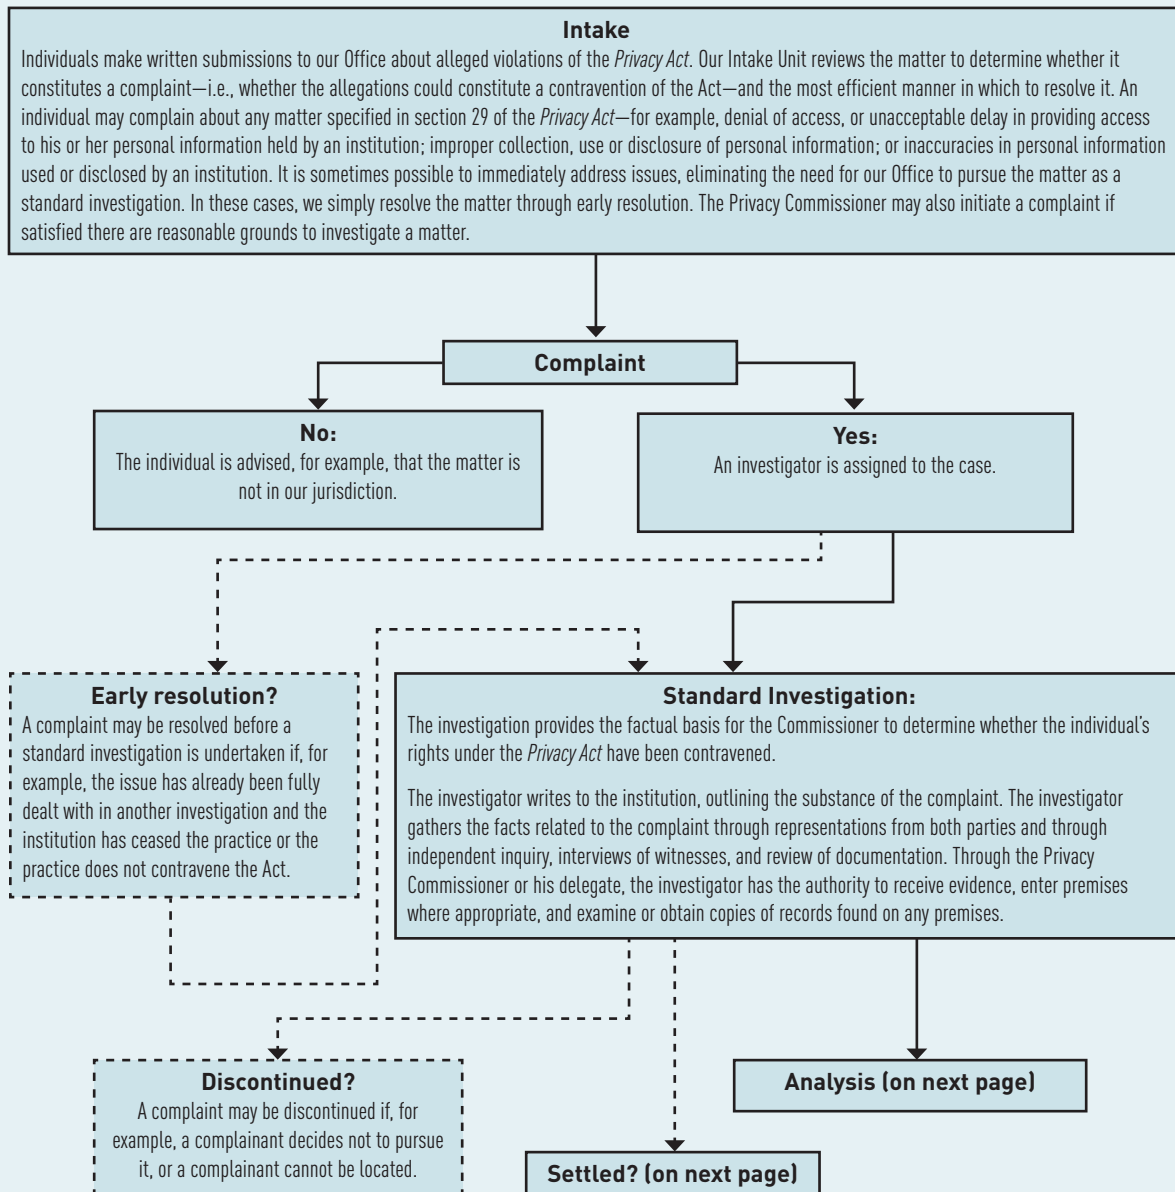 Intake
Individuals make written submissions to our Office about alleged violations of the Privacy Act. Our Intake Unit reviews the matter to determine whether it
constitutes a complaint—i.e., whether the allegations could constitute a contravention of the Act—and the most efficient manner in which to resolve it. An
individual may complain about any matter specified in section 29 of the Privacy Act—for example, denial of access, or unacceptable delay in providing access
to his or her personal information held by an institution; improper collection, use or disclosure of personal information; or inaccuracies in personal information
used or disclosed by an institution. It is sometimes possible to immediately address issues, eliminating the need for our Office to pursue the matter as a
standard investigation. In these cases, we simply resolve the matter through early resolution. The Privacy Commissioner may also initiate a complaint if
satisfied there are reasonable grounds to investigate a matter.
Complaint
No:
The individual is advised, for example, that the matter is
not in our jurisdiction.
Yes:
An investigator is assigned to the case.
Early resolution?
A complaint may be resolved before a
standard investigation is undertaken if, for
example, the issue has already been fully
dealt with in another investigation and the
institution has ceased the practice or the
practice does not contravene the Act.
Standard Investigation:
The investigation provides the factual basis for the Commissioner to determine whether the individual's
rights under the Privacy Act have been contravened.
The investigator writes to the institution, outlining the substance of the complaint. The investigator
gathers the facts related to the complaint through representations from both parties and through
independent inquiry, interviews of witnesses, and review of documentation. Through the Privacy
Commissioner or his delegate, the investigator has the authority to receive evidence, enter premises
where appropriate, and examine or obtain copies of records found on any premises.
Discontinued?
A complaint may be discontinued if, for
example, a complainant decides not to pursue
it, or a complainant cannot be located.
Analysis (on next page)
Settled? (on next page)